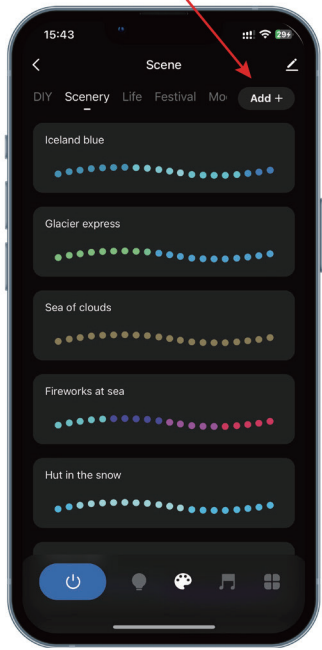 15:43
29+
Scene
DIY Scenery Life Festival Mo
Add +
Iceland blue
Glacier express
Sea of clouds
Fireworks at sea
Hut in the snow